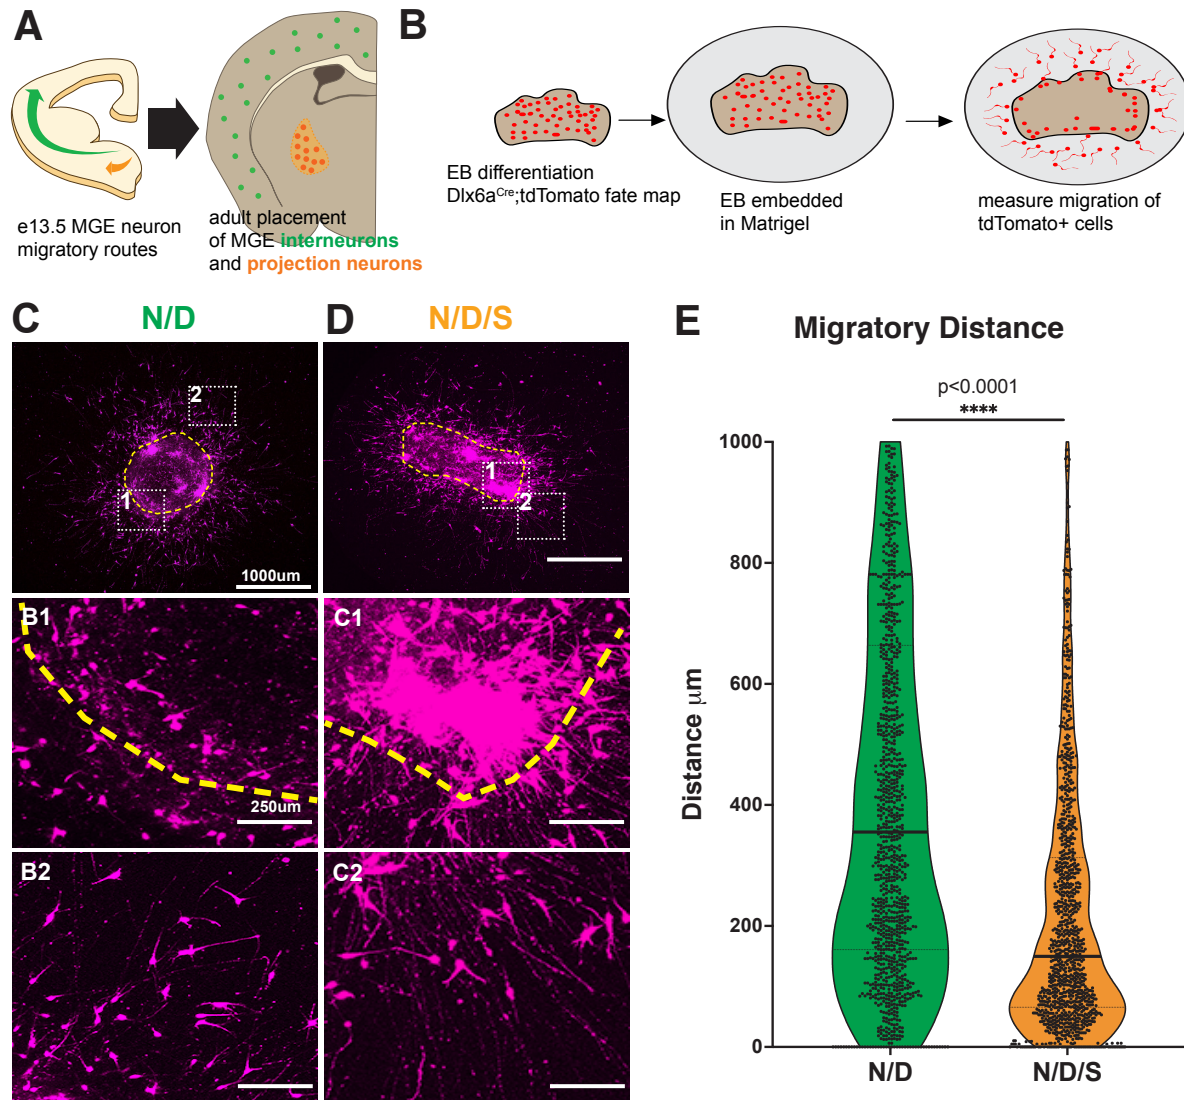 A
e13.5 MGE neuron
migratory routes
adult placement
of MGE interneurons
and projection neurons
B
EB differentiation
Dlx6aCre;tdTomato fate map
EB embedded
in Matrigel
measure migration of
tdTomato+ cells
C
N/D
2
1
1000um
B1
250um
B2
D
N/D/S
1
2
C1
C2
E
Migratory Distance
p<0.0001
****
Distance μm
1000
800
600
400
200
0
N/D
N/D/S